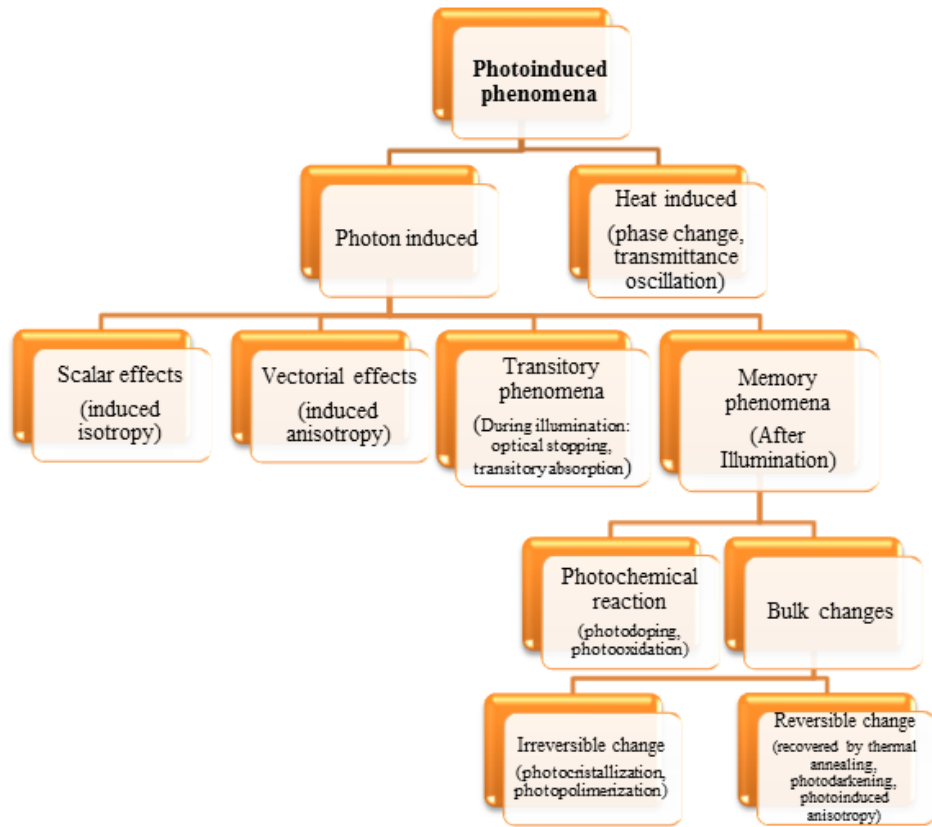 Photoinduced
phenomena
Photon induced
Heat induced
(phase change,
transmittance
oscillation)
Scalar effects
(induced
isotropy)
Vectorial effects
(induced
anisotropy)
Transitory
phenomena
(During illumination:
optical stopping,
transitory absorption)
Memory
phenomena
(After
Illumination)
Photochemical
reaction
(photodoping,
photooxidation)
Bulk changes
Irreversible change
(photocristallization,
photopolimerization)
Reversible change
(recovered by thermal
annealing,
photodarkening,
photoinduced
anisotropy)